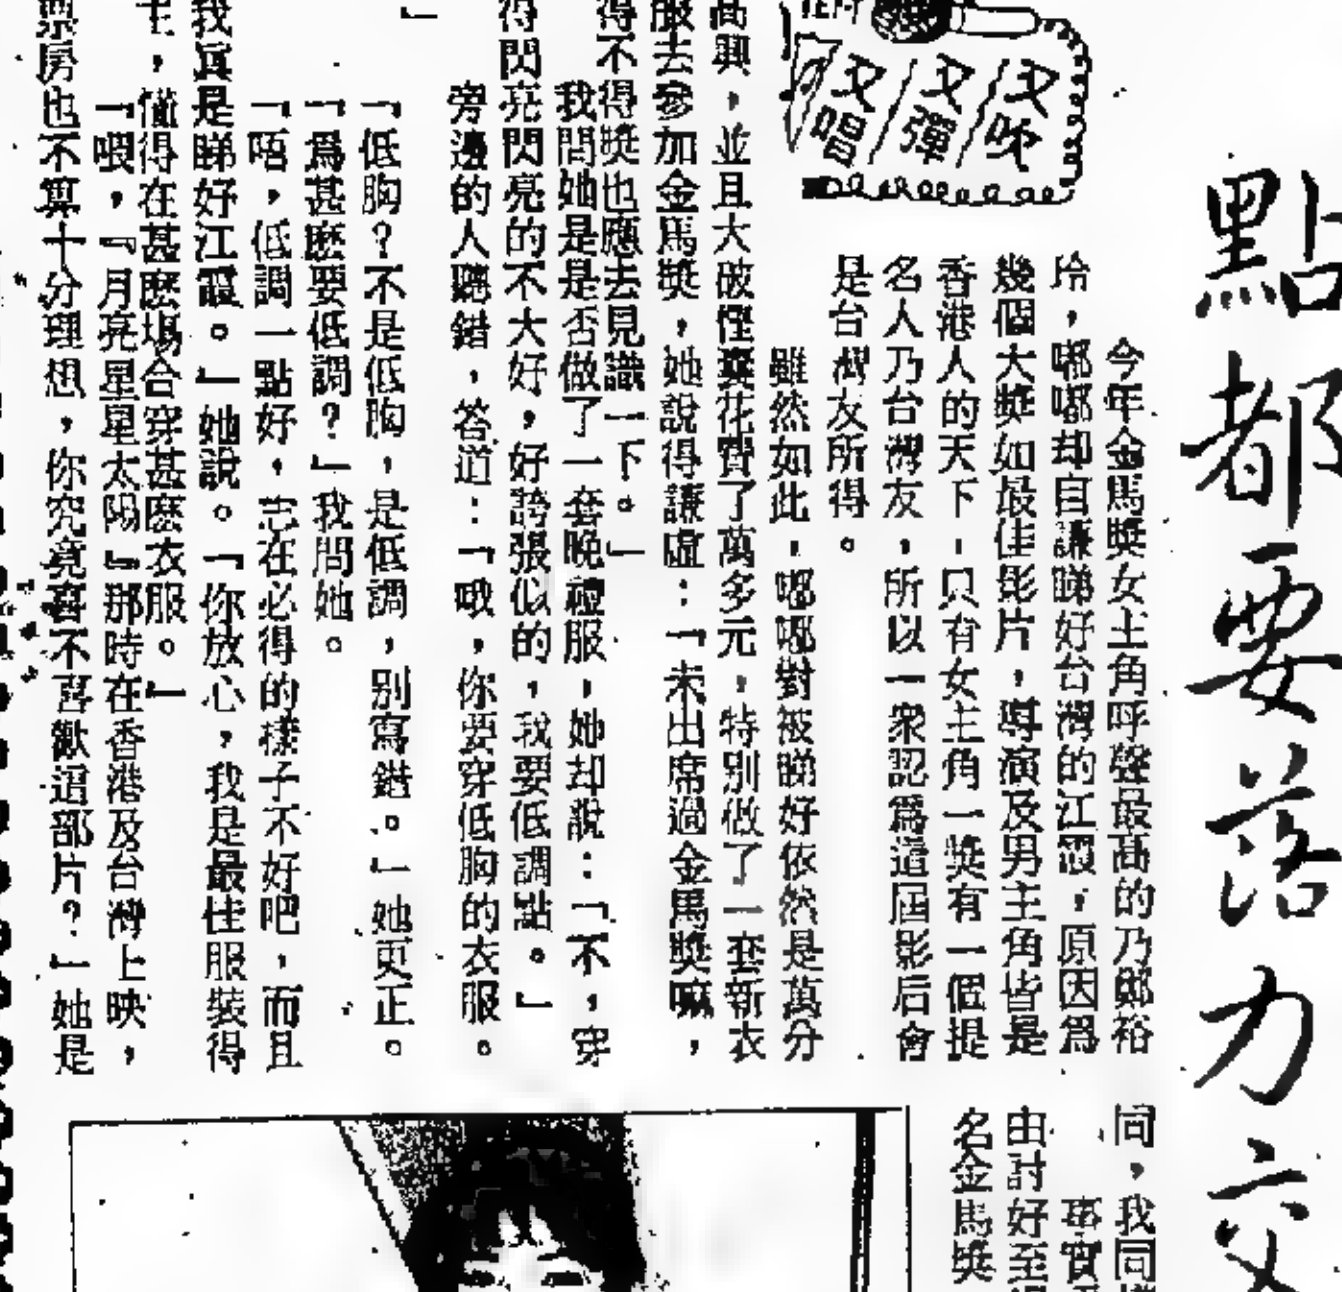 點都要落力交
又吹
又彈
又唱
今年金馬獎女主角呼聲最高的乃鄭裕
玲，嘟嘟却自謙睇好台灣的江霞，原因爲
幾個大獎如最佳影片，導演及男主角皆是
香港人的天下，只有女主角一獎有一個提
名人乃台灣友，所以一衆認爲這屆影后會
是台灣友所得。
雖然如此，嘟嘟對被睇好依然是萬分
高興，並且大破慳囊花費了萬多元，特別做了一套新衣
服去參加金馬獎，她說得謙虛：「未出席過金馬獎嘛，
得不得獎也應去見識一下。」
我問她是是否做了一套晚禮服，她却說：「不，穿
得閃亮閃亮的不大好，好誇張似的，我要低調點。」
旁邊的人聽錯，答道：「哦，你要穿低胸的衣服。
」
「低胸？不是低胸，是低調，別寫錯。」她更正。
「爲甚麼要低調？」我問她。
「唔，低調一點好，志在必得的樣子不好吧，而且
我真是睇好江霞。」她說。「你放心，我是最佳服裝得
主，懂得在甚麼場合穿甚麼衣服。」
「喂，『月亮星星太陽』那時在香港及台灣上映，
票房也不算十分理想，你究竟喜不喜歡這部片？」她是
同，我同
事實
由討好至
名金馬獎